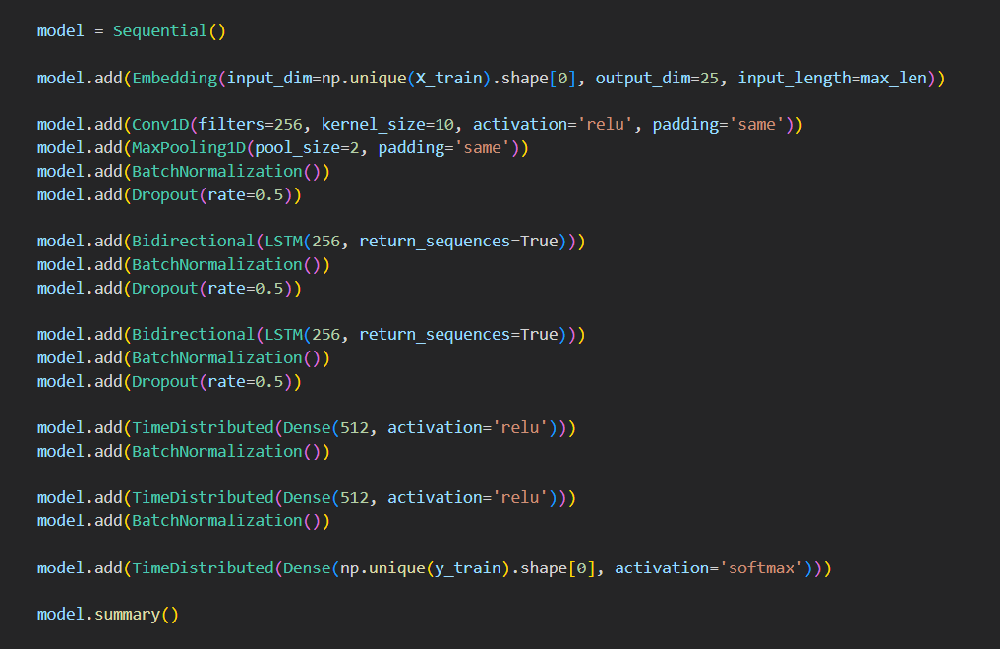 model = Sequential()
model.add(Embedding(input_dim=np.unique(X_train).shape[0], output_dim=25, input_length=max_len))
model.add(Conv1D(filters=256, kernel_size=10, activation='relu', padding='same'))
model.add(MaxPooling1D(pool_size=2, padding='same'))
model.add(BatchNormalization())
model.add(Dropout(rate=0.5))
model.add(Bidirectional(LSTM(256, return_sequences=True)))
model.add(BatchNormalization())
model.add(Dropout(rate=0.5))
model.add(Bidirectional(LSTM(256, return_sequences=True)))
model.add(BatchNormalization())
model.add(Dropout(rate=0.5))
model.add(TimeDistributed(Dense(512, activation='relu')))
model.add(BatchNormalization())
model.add(TimeDistributed(Dense(512, activation='relu')))
model.add(BatchNormalization())
model.add(TimeDistributed(Dense(np.unique(y_train).shape[0], activation='softmax')))
model.summary()